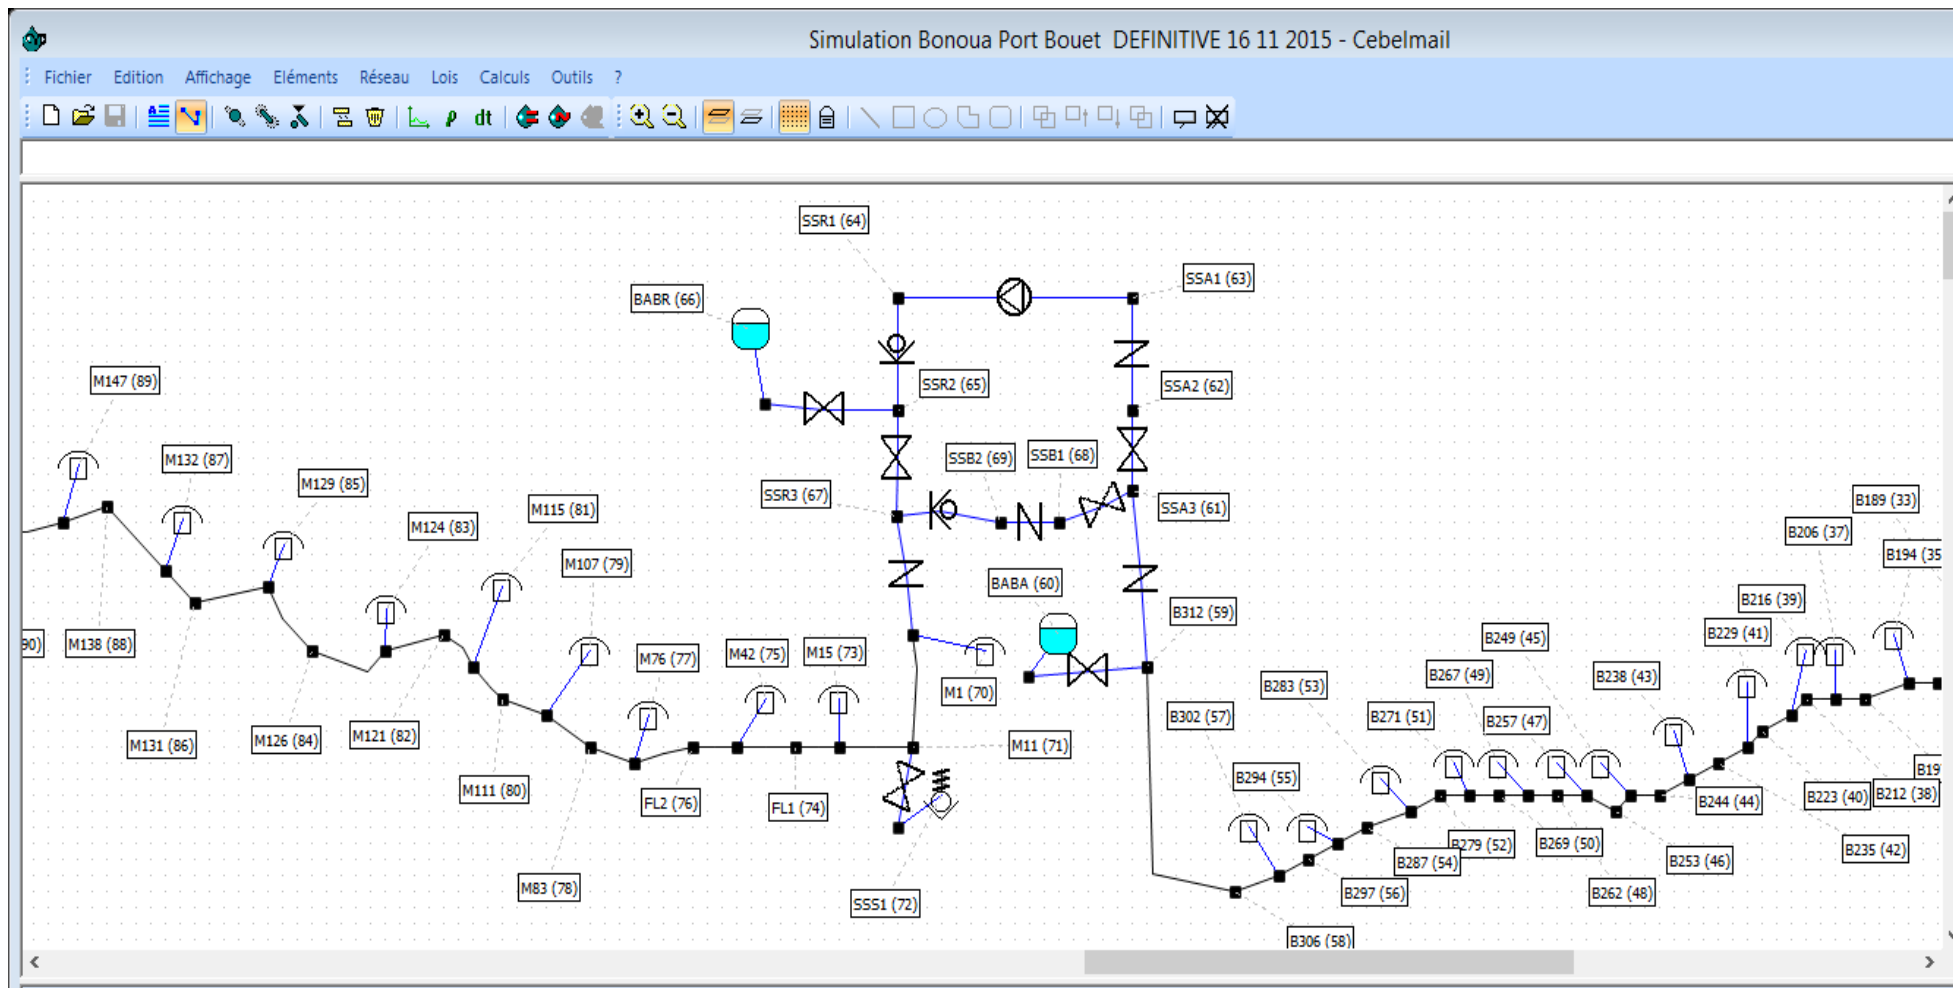 Simulation Bonoua Port Bouet DEFINITIVE 16 11 2015 - Cebelmail
Fichier Edition Affichage Eléments Réseau Lois Calculs Outils ?
ρ dt
SSR1 (64)
SSA1 (63)
BABR (66)
M147 (89)
SSR2 (65)
SSA2 (62)
M132 (87)
SSB2 (69)
SSB1 (68)
M129 (85)
SSR3 (67)
B189 (33)
M115 (81)
SSA3 (61)
M124 (83)
B206 (37)
B194 (35
M107 (79)
BABA (60)
B216 (39)
B312 (59)
B229 (41)
B249 (45)
90)
M138 (88)
M76 (77)
M42 (75)
M15 (73)
B267 (49)
B238 (43)
B283 (53)
M1 (70)
B271 (51)
B257 (47)
B302 (57)
M131 (86)
M126 (84)
M121 (82)
M11 (71)
B19
B294 (55)
M111 (80)
FL2 (76)
FL1 (74)
B244 (44)
B223 (40)
B212 (38)
B279 (52)
B269 (50)
B235 (42)
B287 (54)
B253 (46)
M83 (78)
B297 (56)
B262 (48)
SSS1 (72)
B306 (58)